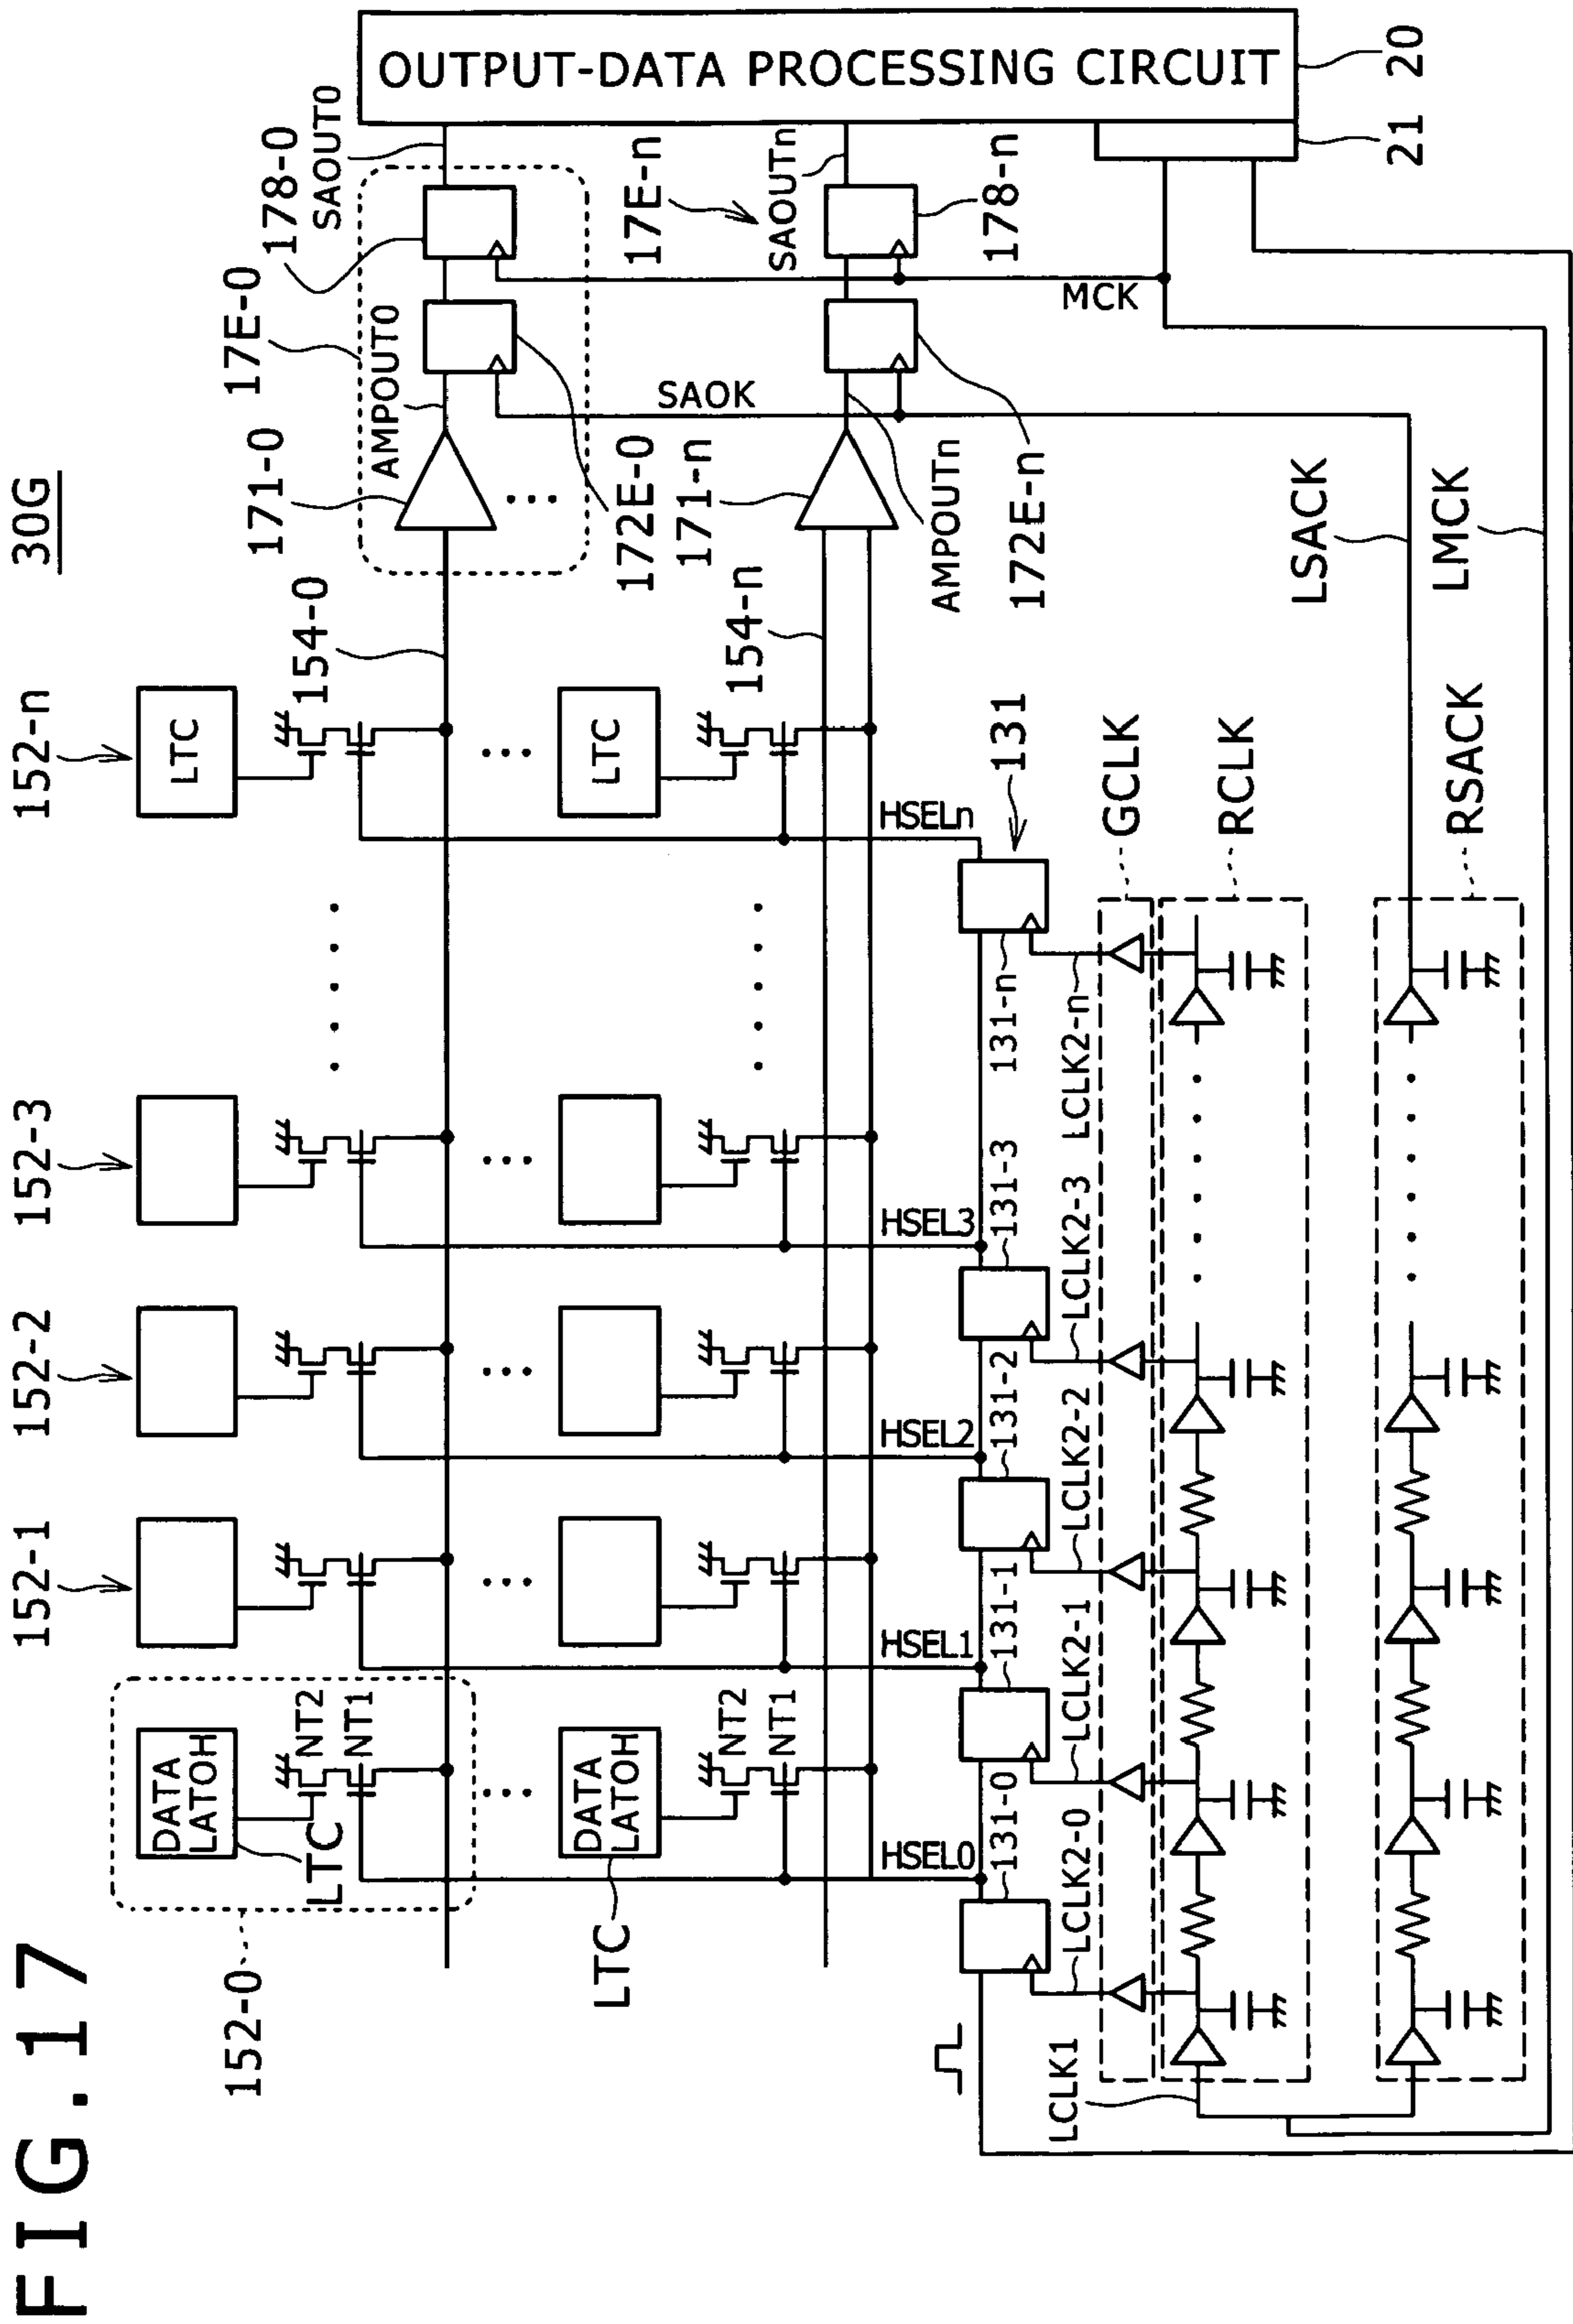 FIG.17
30G
152-0
152-1
152-2
152-3
152-n
DATA
LATOH
LTC
NT2
NT1
LTC
154-0
171-0
17E-0
AMPOUT0
178-0
SAOUT0
OUTPUT-DATA PROCESSING CIRCUIT
20
21
172E-0
SAOK
DATA
LATOH
LTC
NT2
NT1
LTC
154-n
171-n
17E-n
SAOUTn
178-n
MCK
AMPOUTn
172E-n
HSEL0
HSEL1
HSEL2
HSEL3
HSELn
131-0
131-1
131-2
131-3
131-n
131
LCLK2-0
LCLK2-1
LCLK2-2
LCLK2-3
LCLK2-n
LCLK1
GCLK
RCLK
RSACK
LSACK
LMCK